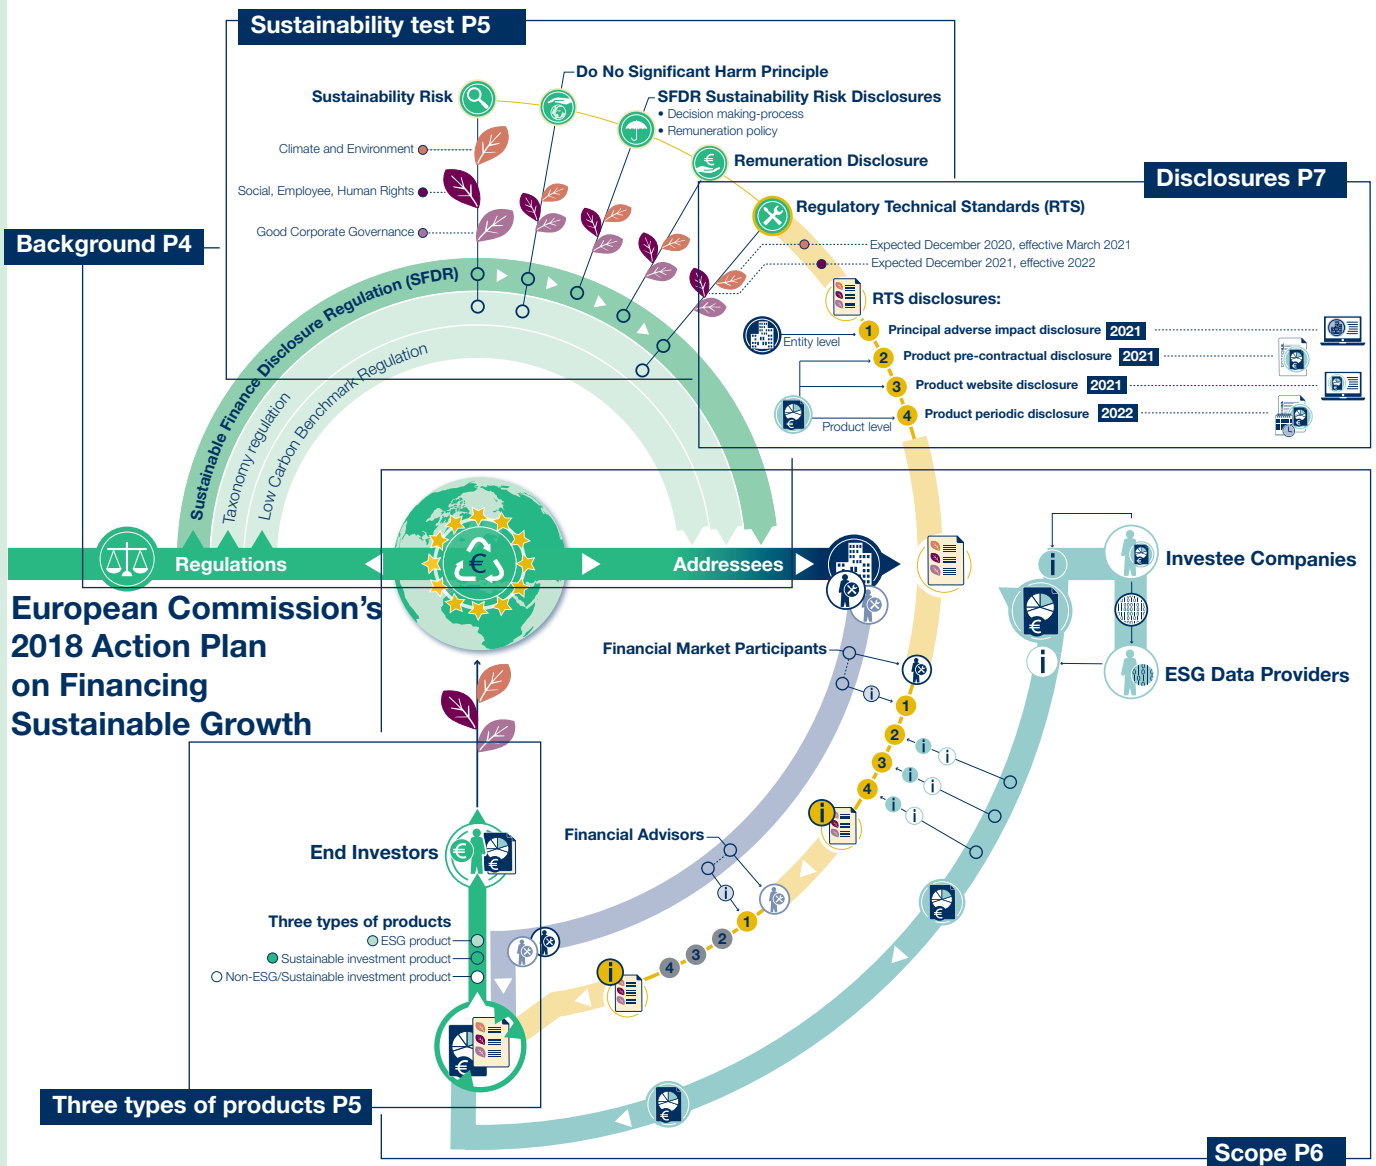 Sustainability test P5
Do No Significant Harm Principle
Sustainability Risk
SFDR Sustainability Risk Disclosures
• Decision making-process
• Remuneration policy
Climate and Environment
Remuneration Disclosure
Social, Employee, Human Rights
Good Corporate Governance
Disclosures P7
Regulatory Technical Standards (RTS)
Expected December 2020, effective March 2021
Expected December 2021, effective 2022
RTS disclosures:
Entity level
1 Principal adverse impact disclosure 2021
2 Product pre-contractual disclosure 2021
3 Product website disclosure 2021
4 Product periodic disclosure 2022
Product level
Background P4
Sustainable Finance Disclosure Regulation (SFDR)
Taxonomy regulation
Low Carbon Benchmark Regulation
Regulations
€
Addressees
European Commission's
2018 Action Plan
on Financing
Sustainable Growth
i
Investee Companies
€
i
ESG Data Providers
Financial Market Participants
i
1
2
3
4
i i
i i
i i
i
Financial Advisors
i
1
2
3
4
i
End Investors
€
Three types of products
ESG product
Sustainable investment product
Non-ESG/Sustainable investment product
€
Three types of products P5
Scope P6